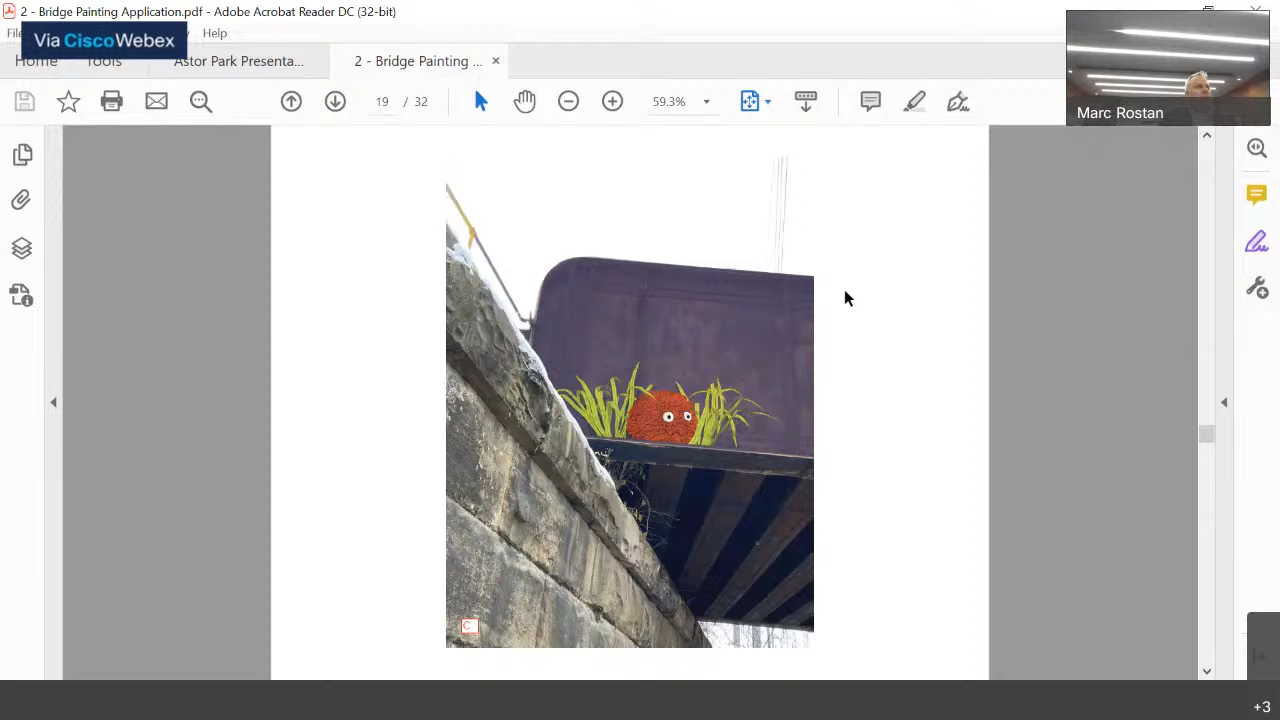 2 - Bridge Painting Application.pdf - Adobe Acrobat Reader DC (32-bit)
Help
Via CiscoWebex
Home
Tools
Astor Park Presenta...
2 - Bridge Painting ...
19 / 32
59.3%
Marc Rostan
C
+3